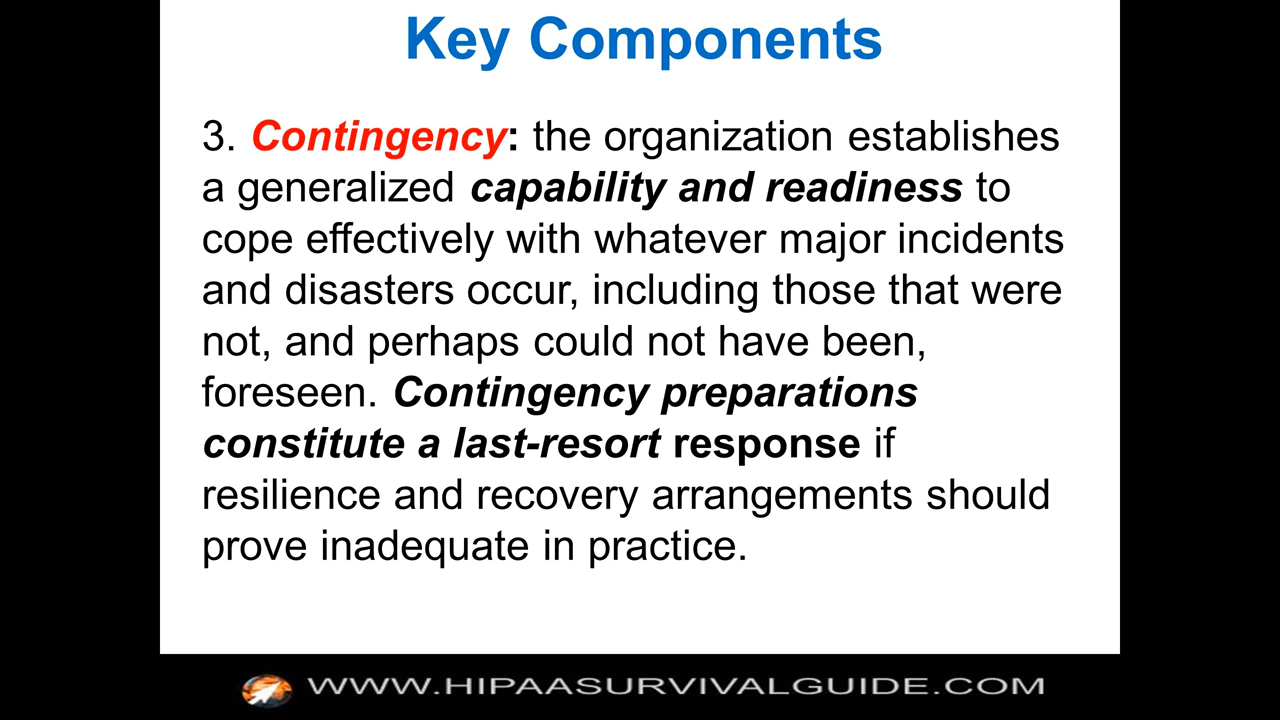 Key Components
3. Contingency: the organization establishes
a generalized capability and readiness to
cope effectively with whatever major incidents
and disasters occur, including those that were
not, and perhaps could not have been,
foreseen. Contingency preparations
constitute a last-resort response if
resilience and recovery arrangements should
prove inadequate in practice.
WWW.HIPAASURVIVALGUIDE.COM